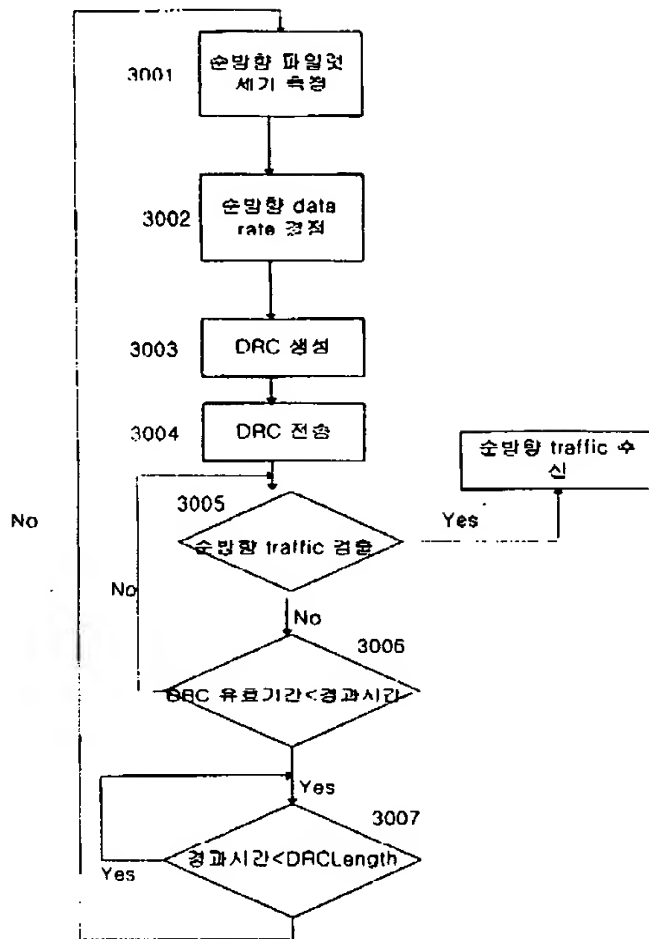 3001
순방향 파일럿
세기 측정
3002
순방향 data
rate 결정
3003
DRC 생성
3004
DRC 전송
순방향 traffic 수
신
3005
순방향 traffic 검출
Yes
No
No
No
3006
DRC 유효기간<경과시간
Yes
3007
경과시간<DRCLength
Yes